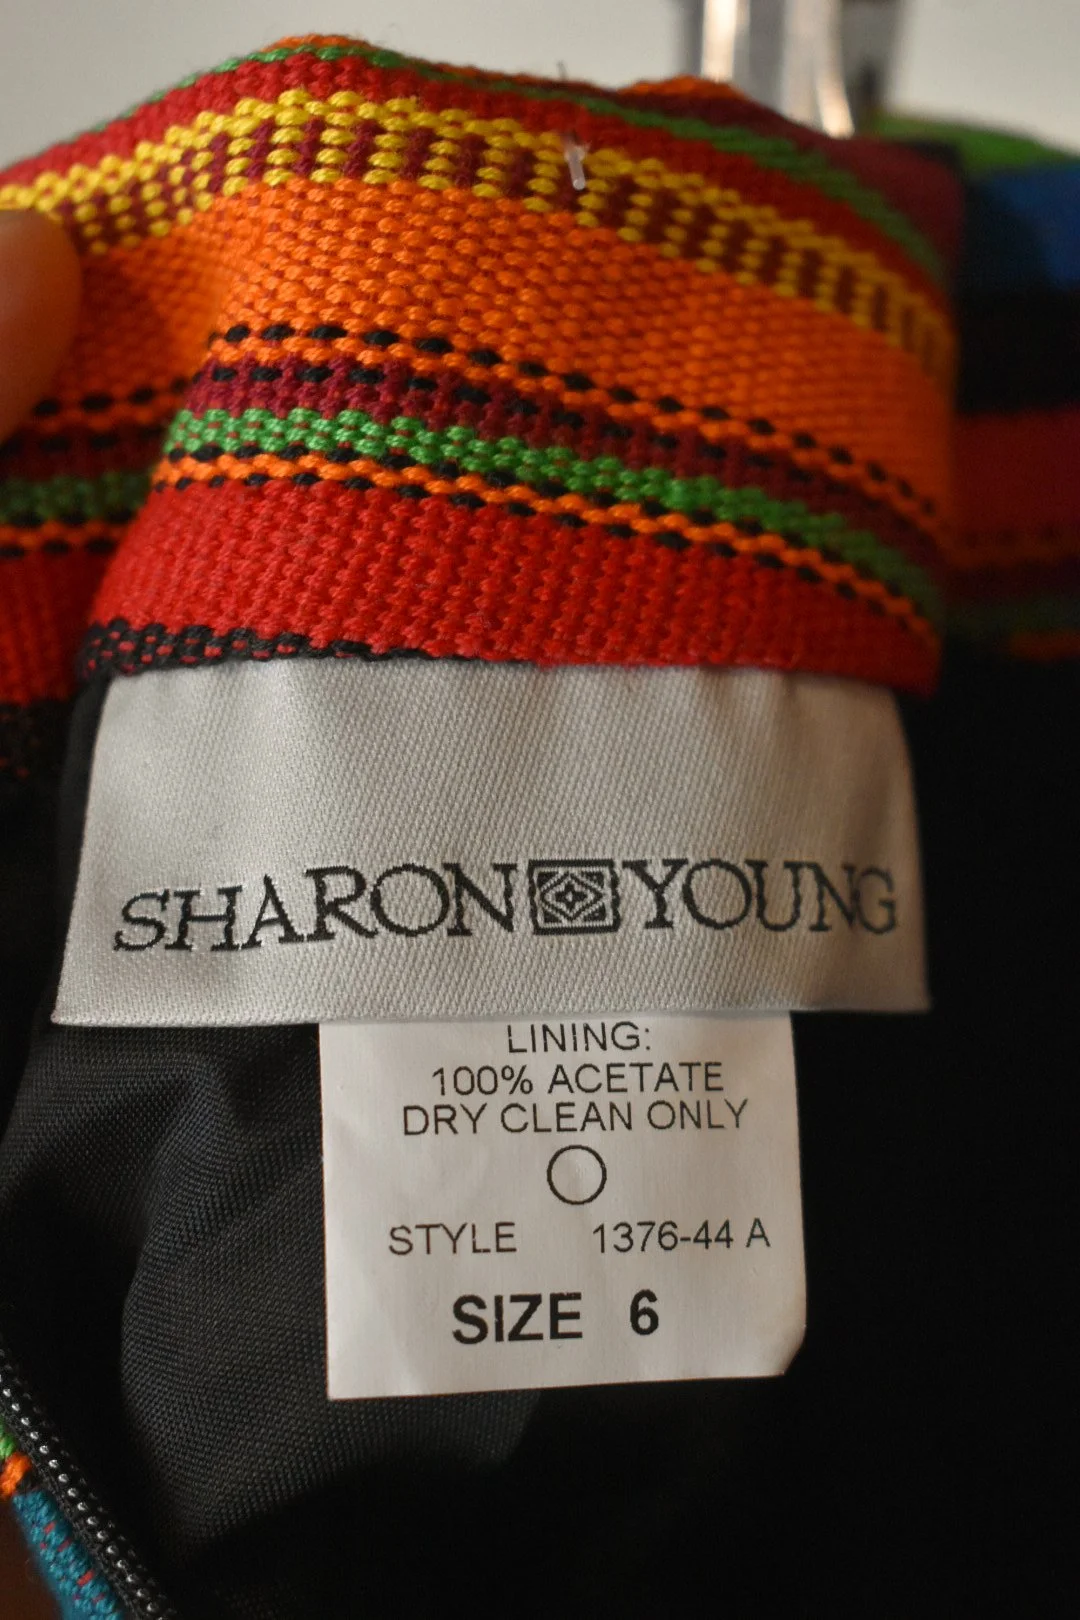 SHARON YOUNG
LINING:
100% ACETATE
DRY CLEAN ONLY
STYLE 1376-44 A
SIZE 6